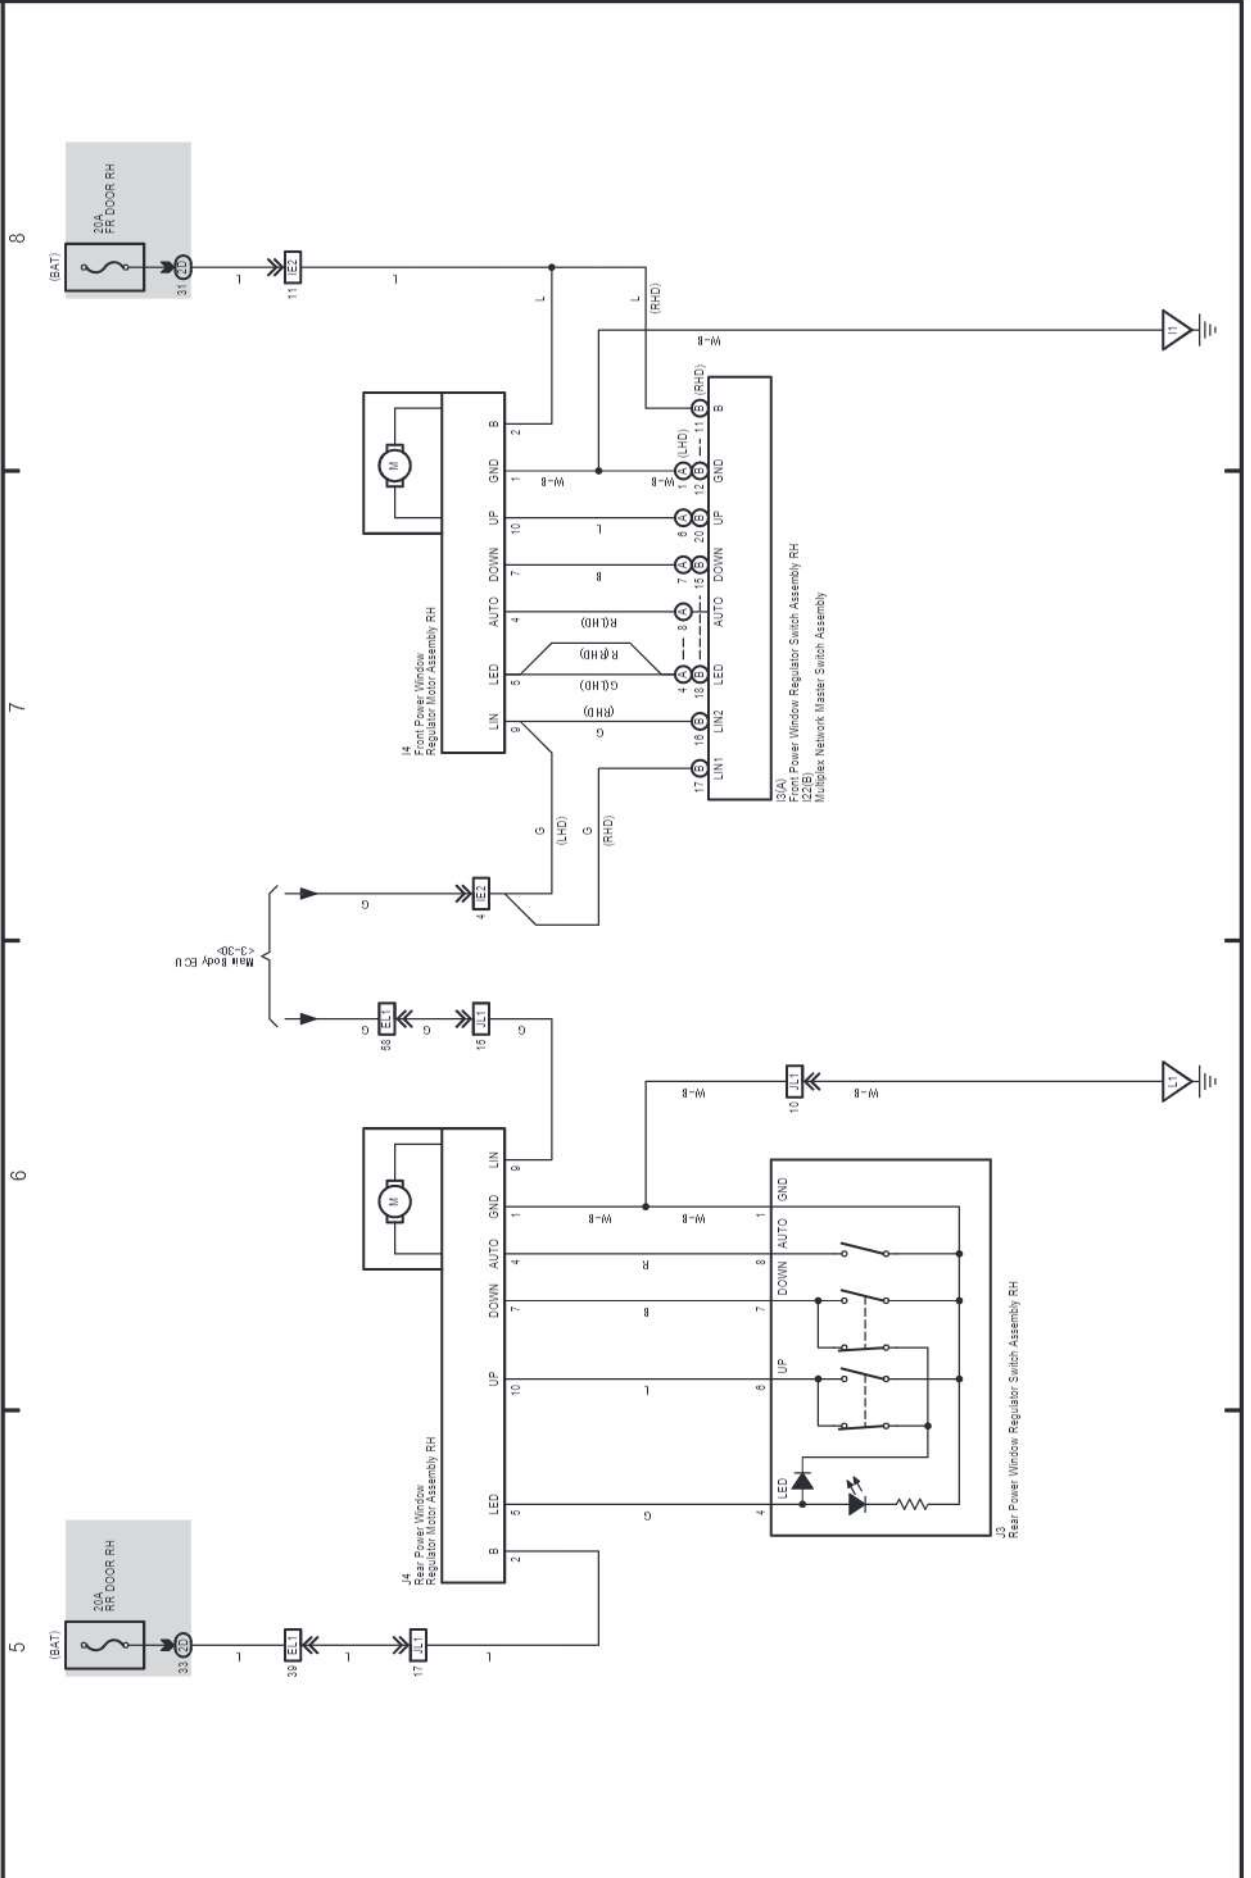 5
6
7
8
(BAT)
20A
RR DOOR RH
33
2D
L
39
EL1
L
17
JL1
L
J4
Rear Power Window
Regulator Motor Assembly RH
M
B
LED
UP
DOWN
AUTO
GND
LIN
2
5
10
7
4
1
9
G
L
B
R
W-B
W-B
W-B
4
6
7
8
1
LED
UP
DOWN
AUTO
GND
J3
Rear Power Window Regulator Switch Assembly RH
10
JL1
W-B
L1
Main Body ECU
<3-30>
G
68
EL1
G
15
JL1
G
G
4
IE2
G
(LHD)
G
(RHD)
I4
Front Power Window
Regulator Motor Assembly RH
M
LIN
LED
AUTO
DOWN
UP
GND
B
9
5
4
7
10
1
2
G
(RHD)
G(LHD)
R(RHD)
R(LHD)
B
L
W-B
W-B
W-B
17
B
16
B
4
A
18
B
8
A
7
A
15
B
6
A
20
B
1
A
(LHD)
12
B
11
B
(RHD)
LIN1
LIN2
LED
AUTO
DOWN
UP
GND
B
I3(A)
Front Power Window Regulator Switch Assembly RH
I22(B)
Multiplex Network Master Switch Assembly
(BAT)
20A
FR DOOR RH
31
2D
L
11
IE2
L
L
L
(RHD)
I1